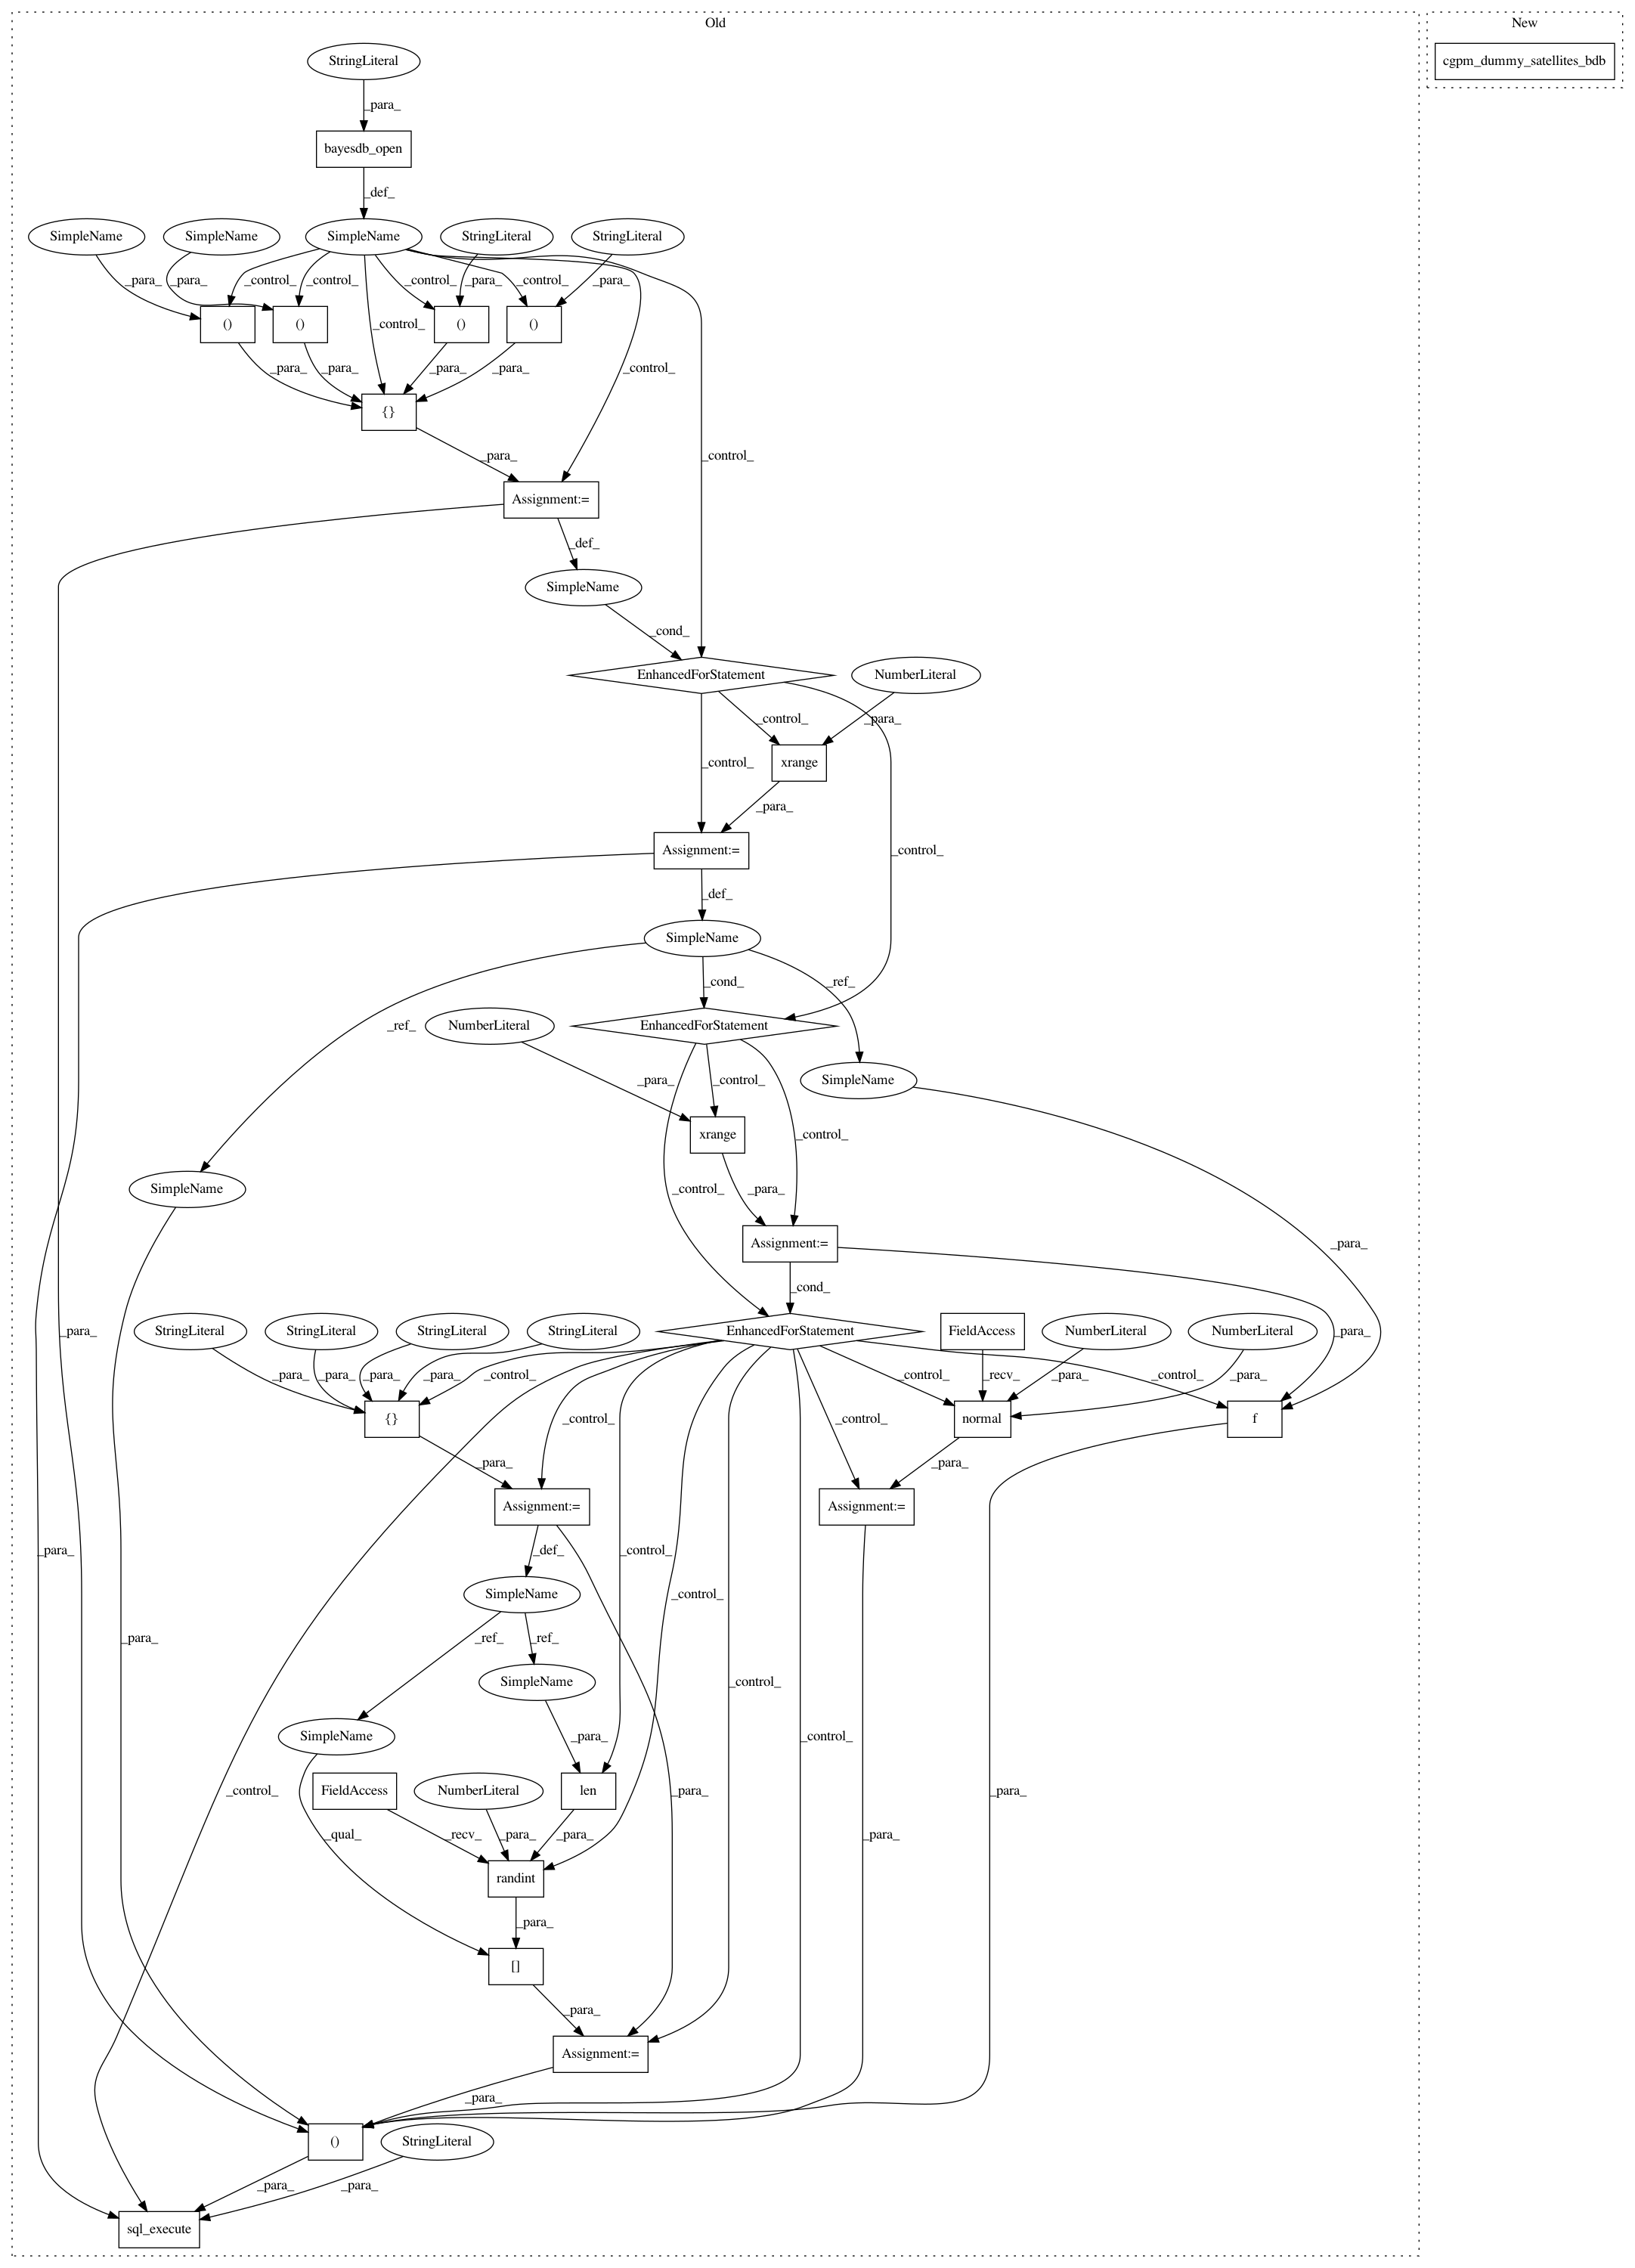 Old
New
StringLiteral
cgpm_dummy_satellites_bdb
_para_
bayesdb_open
_def_
SimpleName
SimpleName
SimpleName
StringLiteral
StringLiteral
_para_
_para_
_control_
_control_
_control_
_para_
_control_
_para_
()
()
_control_
()
()
_para_
_para_
_para_
_para_
_control_
{}
_para_
_control_
Assignment:=
_def_
SimpleName
_cond_
EnhancedForStatement
NumberLiteral
_control_
_para_
_control_
xrange
_para_
_control_
Assignment:=
_def_
SimpleName
_cond_
_ref_
NumberLiteral
EnhancedForStatement
_ref_
SimpleName
_para_
_control_
xrange
_control_
SimpleName
_control_
_para_
Assignment:=
_para_
_cond_
StringLiteral
StringLiteral
StringLiteral
StringLiteral
EnhancedForStatement
FieldAccess
NumberLiteral
NumberLiteral
_para_
_para_
_para_
_para_
_para_
_control_
_control_
_recv_
_para_
_para_
_control_
{}
_control_
normal
f
_control_
_para_
_para_
Assignment:=
Assignment:=
_para_
_def_
_control_
SimpleName
_control_
_ref_
_ref_
_para_
SimpleName
_control_
SimpleName
_para_
_control_
FieldAccess
NumberLiteral
len
_control_
_para_
_para_
_qual_
_recv_
_para_
_para_
_para_
randint
_para_
[]
_para_
Assignment:=
_para_
()
StringLiteral
_para_
_para_
sql_execute